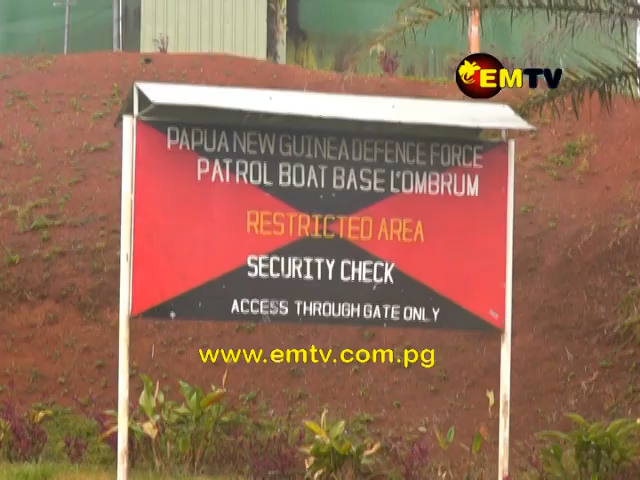 EMTV
PAPUA NEW GUINEA DEFENCE FORCE
PATROL BOAT BASE L'OMBRUM
RESTRICTED AREA
SECURITY CHECK
ACCESS THROUGH GATE ONLY
www.emtv.com.pg